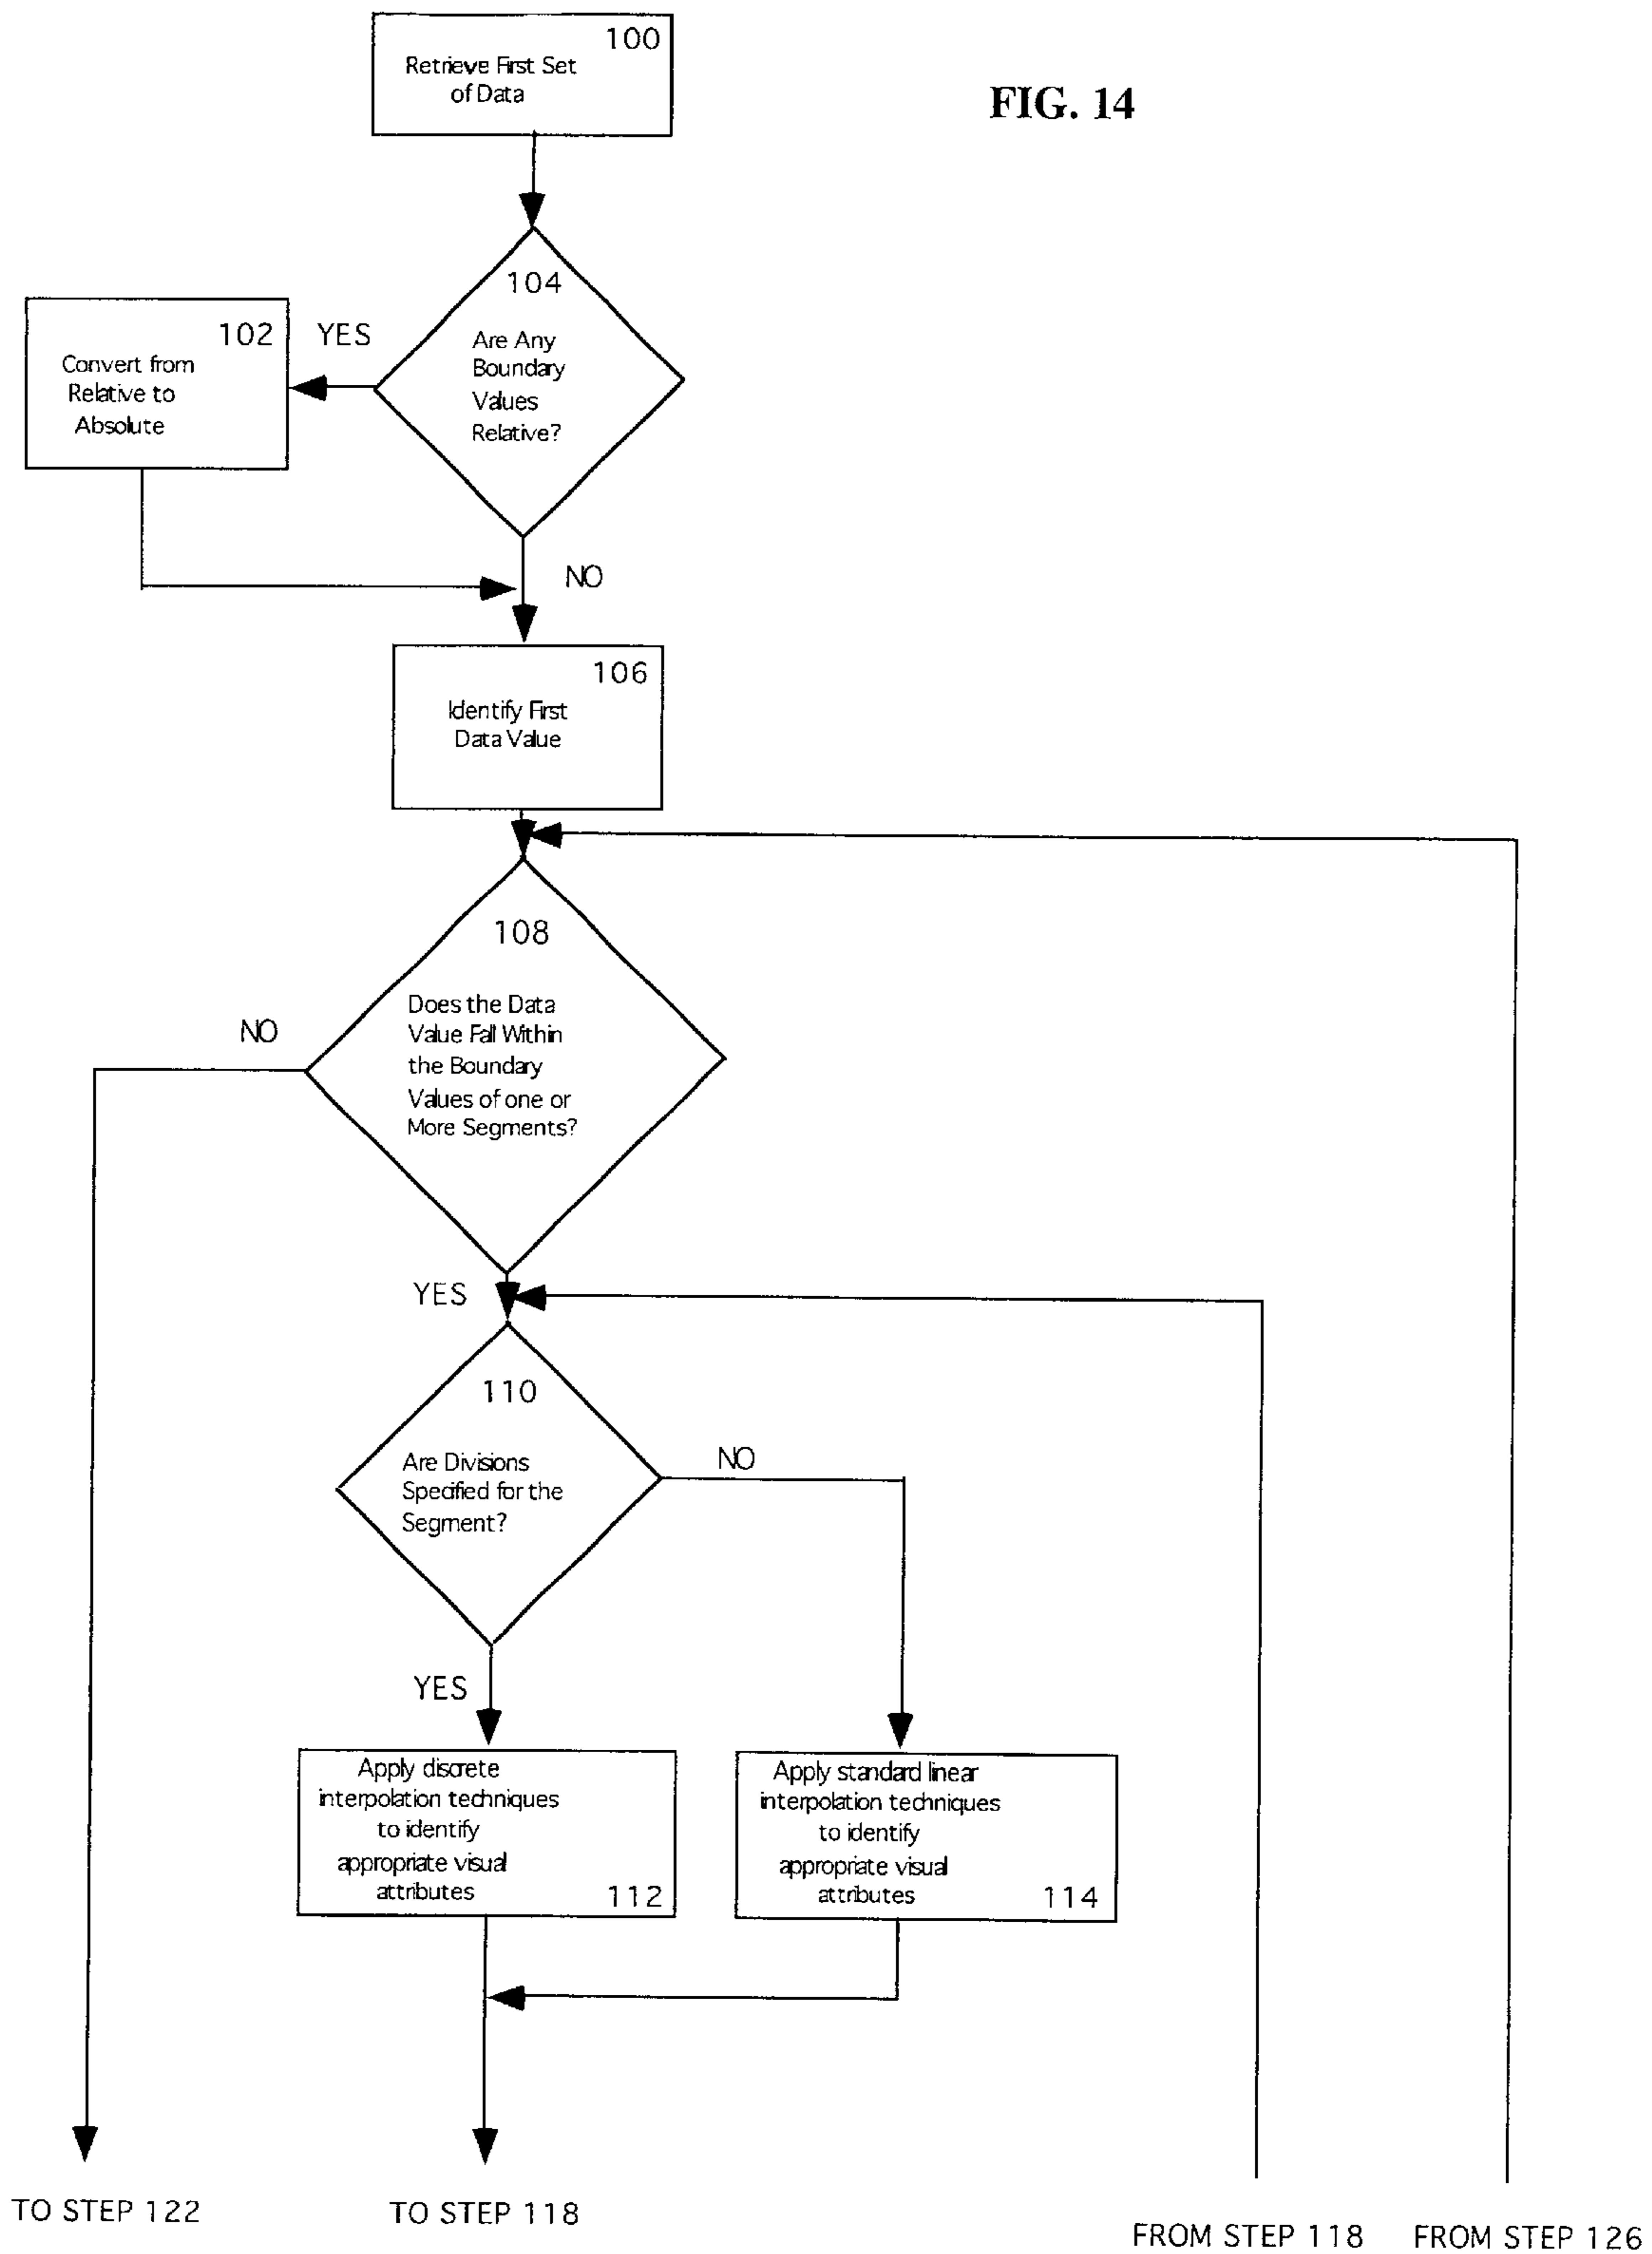 100
Retrieve First Set
of Data
FIG. 14
104
Are Any
Boundary
Values
Relative?
YES
102
Convert from
Relative to
Absolute
NO
106
Identify First
Data Value
108
Does the Data
Value Fall Within
the Boundary
Values of one or
More Segments?
NO
YES
110
Are Divisions
Specified for the
Segment?
NO
YES
Apply discrete
interpolation techniques
to identify
appropriate visual
attributes
112
Apply standard linear
interpolation techniques
to identify
appropriate visual
attributes
114
TO STEP 122
TO STEP 118
FROM STEP 118
FROM STEP 126